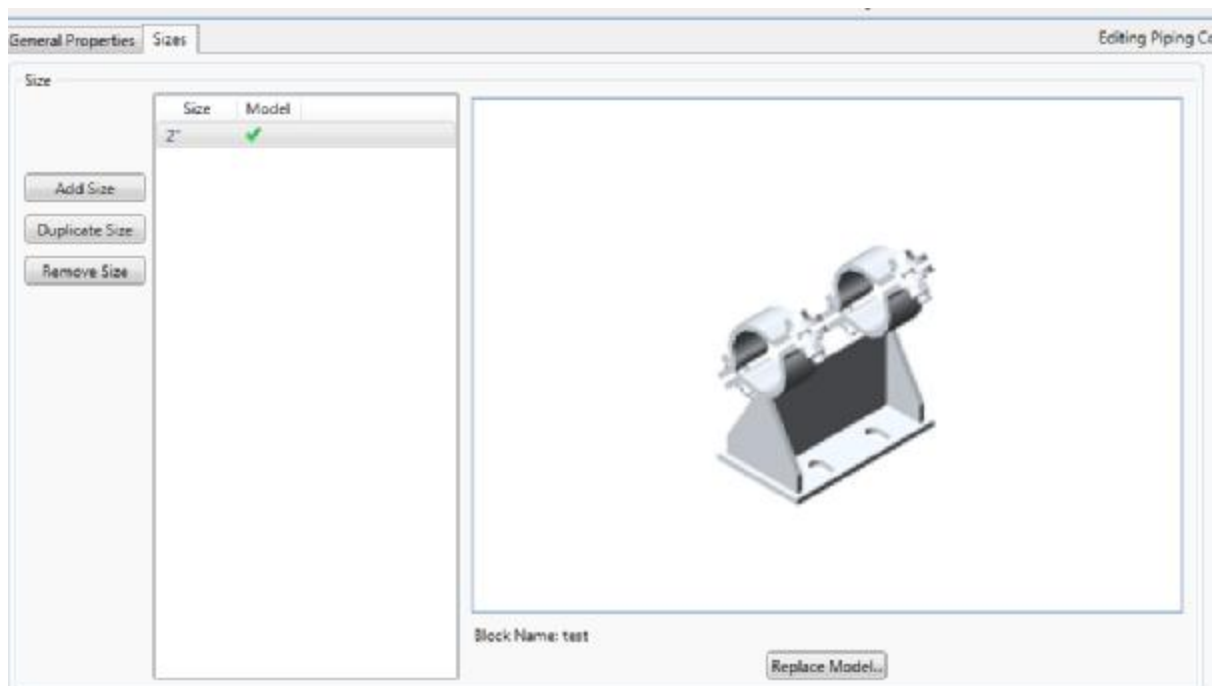 General Properties Sizes
Editing Piping
Size
Size Model
2"
Add Size
Duplicate Size
Remove Size
Block Name: test
Replace Model...